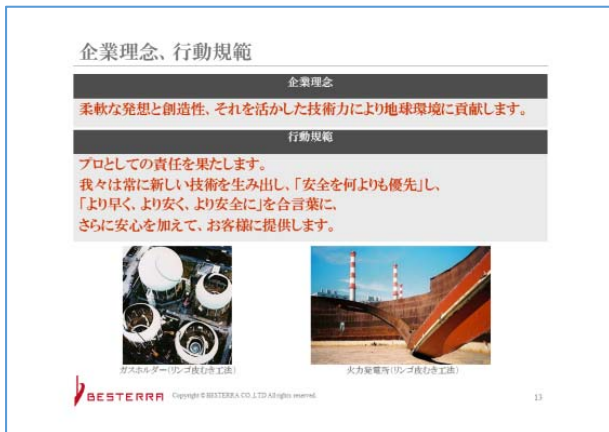 企業理念、行動規範
企業理念
柔軟な発想と創造性、それを活かした技術力により地球環境に貢献します。
行動規範
プロとしての責任を果たします。
我々は常に新しい技術を生み出し、「安全を何よりも優先」し、
「より早く、より安く、より安全に」を合言葉に、
さらに安心を加えて、お客様に提供します。
ガスホルダー(リンゴ皮むき工法)
火力発電所(リンゴ皮むき工法)
BESTERRA Copyright © BESTERRA CO.,LTD All rights reserved.
13